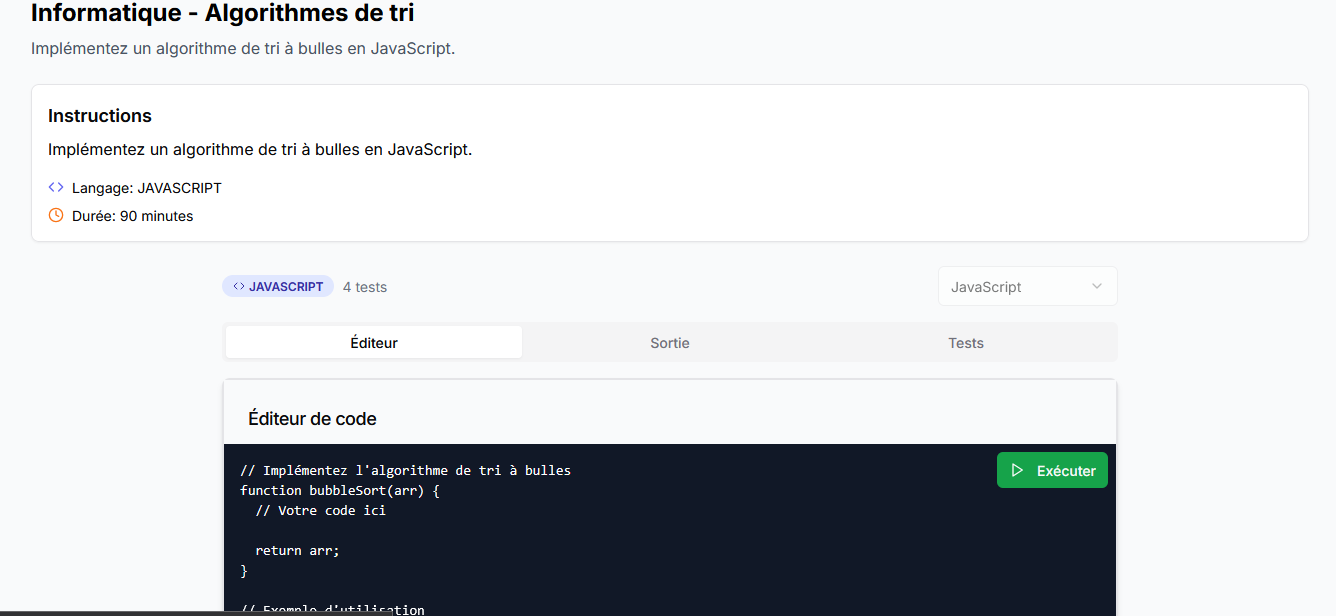 Informatique - Algorithmes de tri
Implémentez un algorithme de tri à bulles en JavaScript.
Instructions
Implémentez un algorithme de tri à bulles en JavaScript.
Langage: JAVASCRIPT
Durée: 90 minutes
<> JAVASCRIPT 4 tests JavaScript
Éditeur Sortie Tests
Éditeur de code
Exécuter
// Implémentez l'algorithme de tri à bulles
function bubbleSort(arr) {
  // Votre code ici
  return arr;
}
// Exemple d'utilisation